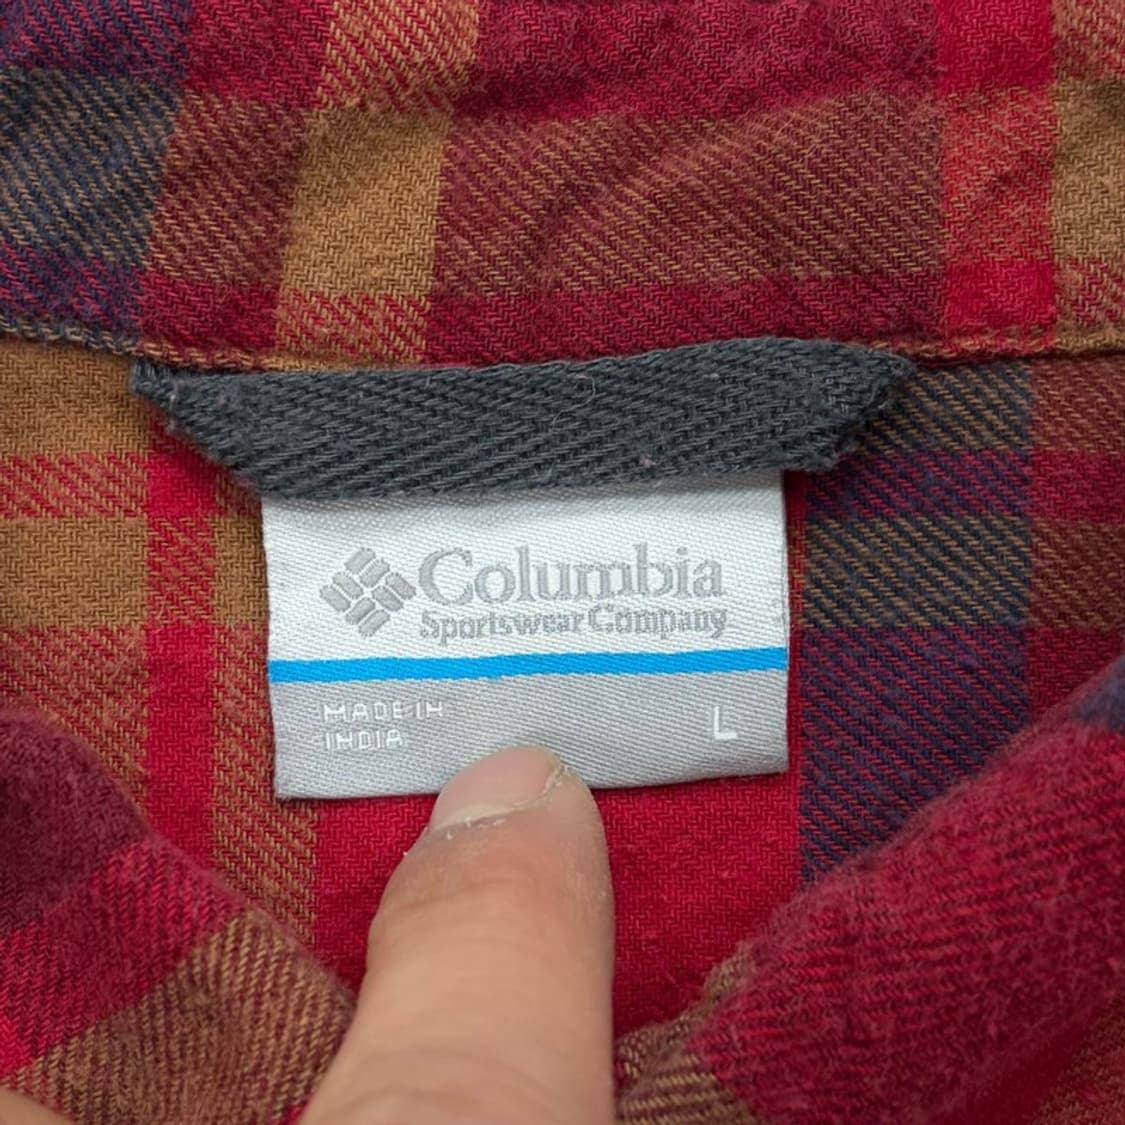 Columbia
Sportswear Company
MADE IN
INDIA
L